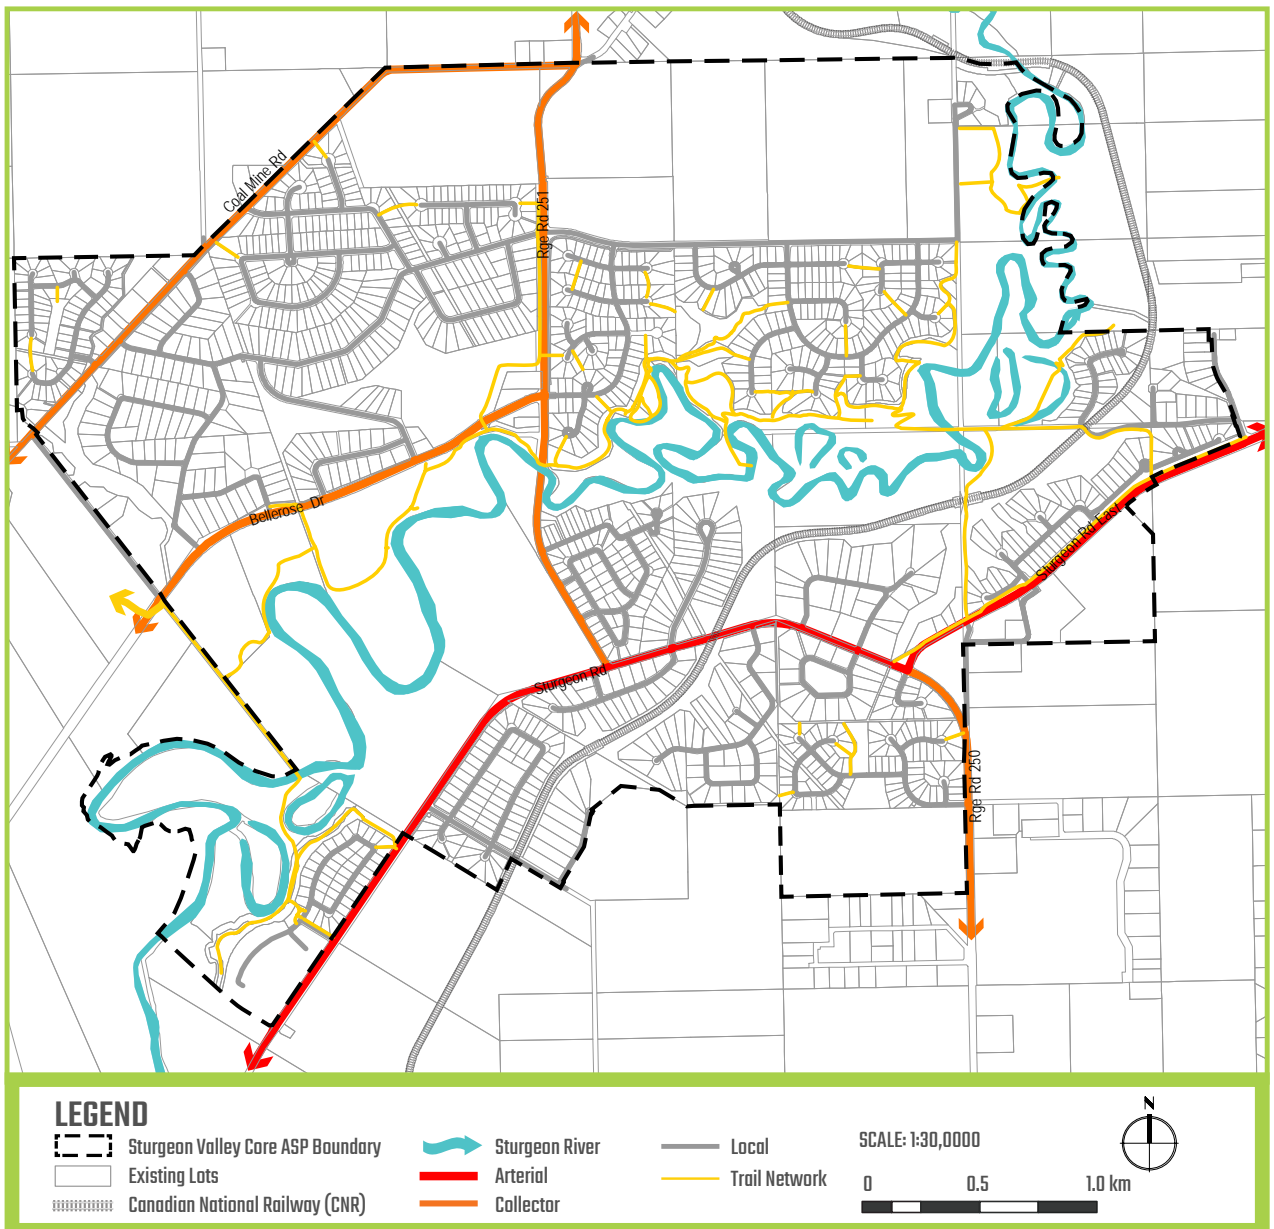 Coal Mine Rd
Rge Rd 251
Bellerose Dr
Sturgeon Rd East
Sturgeon Rd
Rge Rd 250
LEGEND
Sturgeon Valley Core ASP Boundary
Existing Lots
Canadian National Railway (CNR)
Sturgeon River
Arterial
Collector
Local
Trail Network
SCALE: 1:30,0000
0 0.5 1.0 km
N